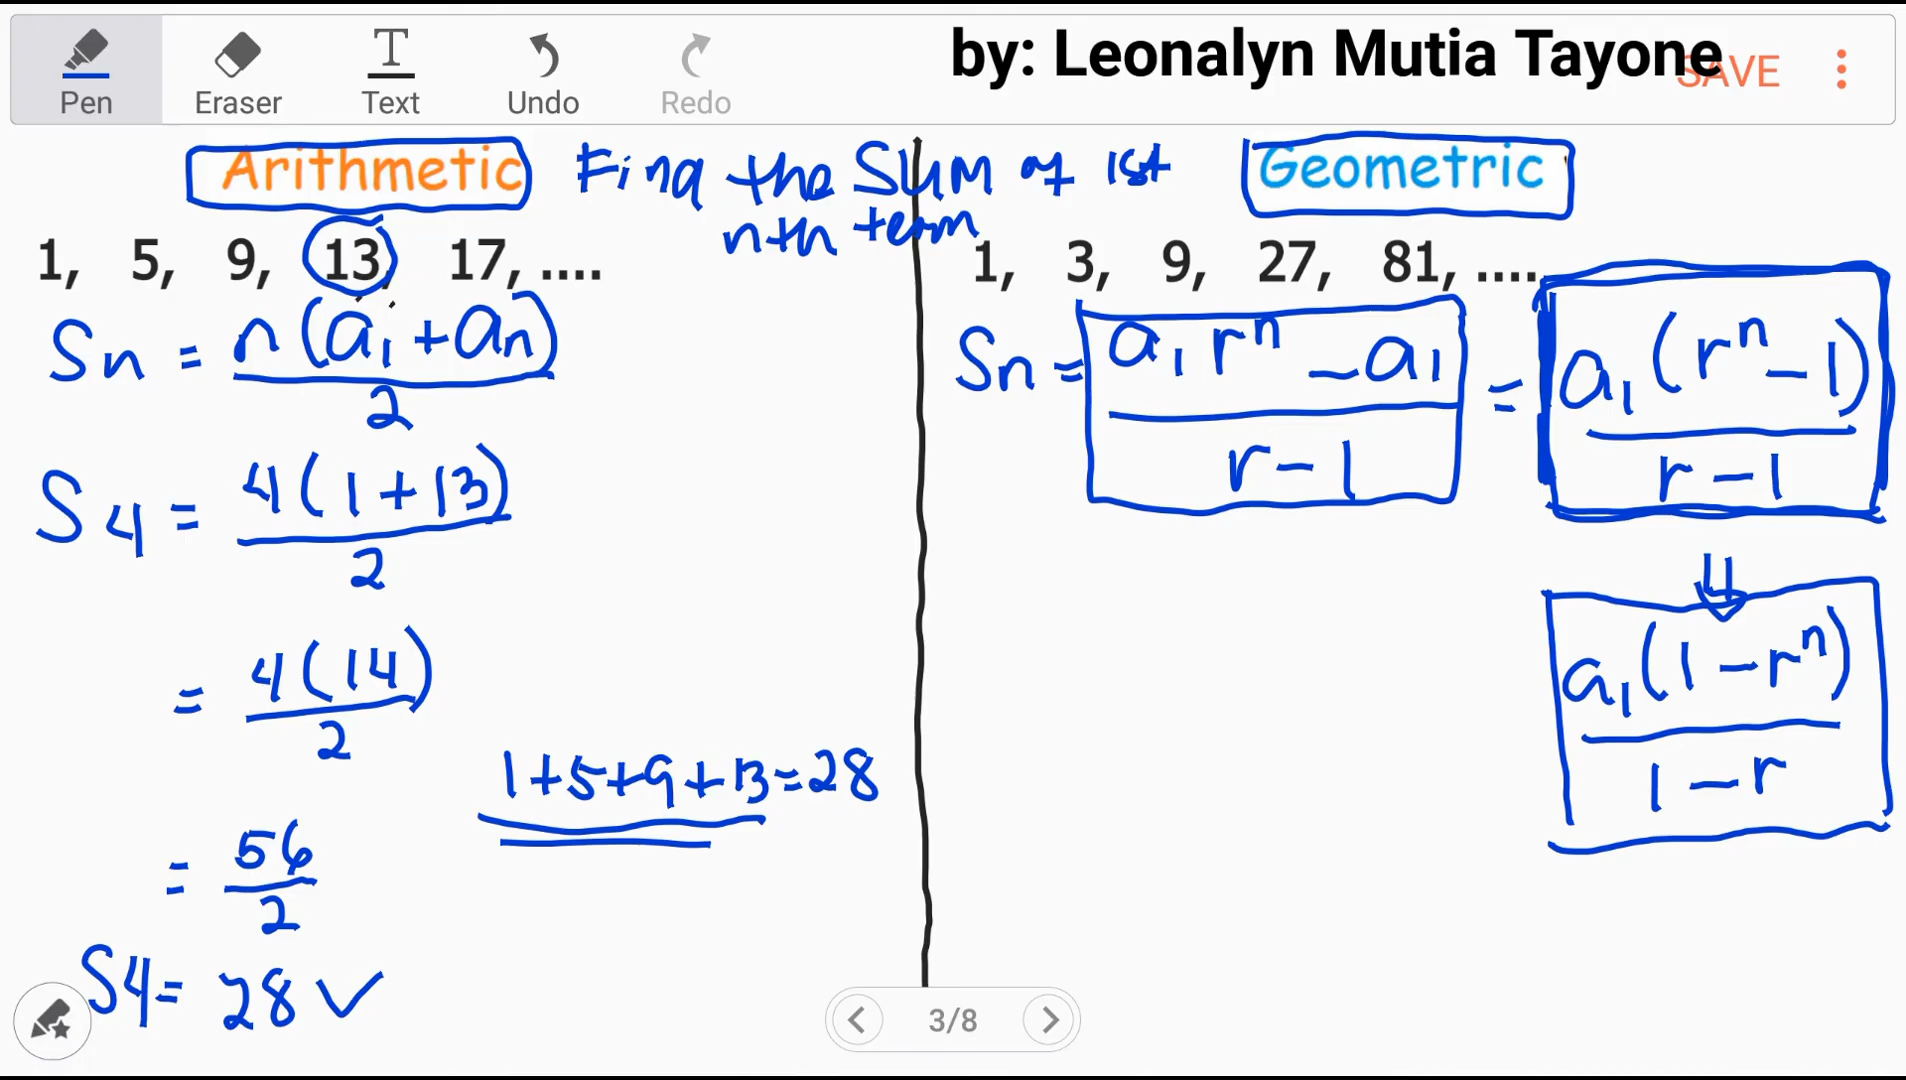 by: Leonalyn Mutia Tayone
SAVE
Pen
Eraser
Text
Undo
Redo
Arithmetic
Find the Sum of 1st
nth term
Geometric
1, 5, 9, 13, 17, ....
Sn = n(a₁ + an) / 2
S4 = 4(1 + 13) / 2
= 4(14) / 2
= 56 / 2
S4 = 28 ✓
1+5+9+13=28
1, 3, 9, 27, 81, ....
Sn = a₁rⁿ − a₁ / r − 1 = a₁(rⁿ − 1) / r − 1
a₁(1 − rⁿ) / 1 − r
3/8